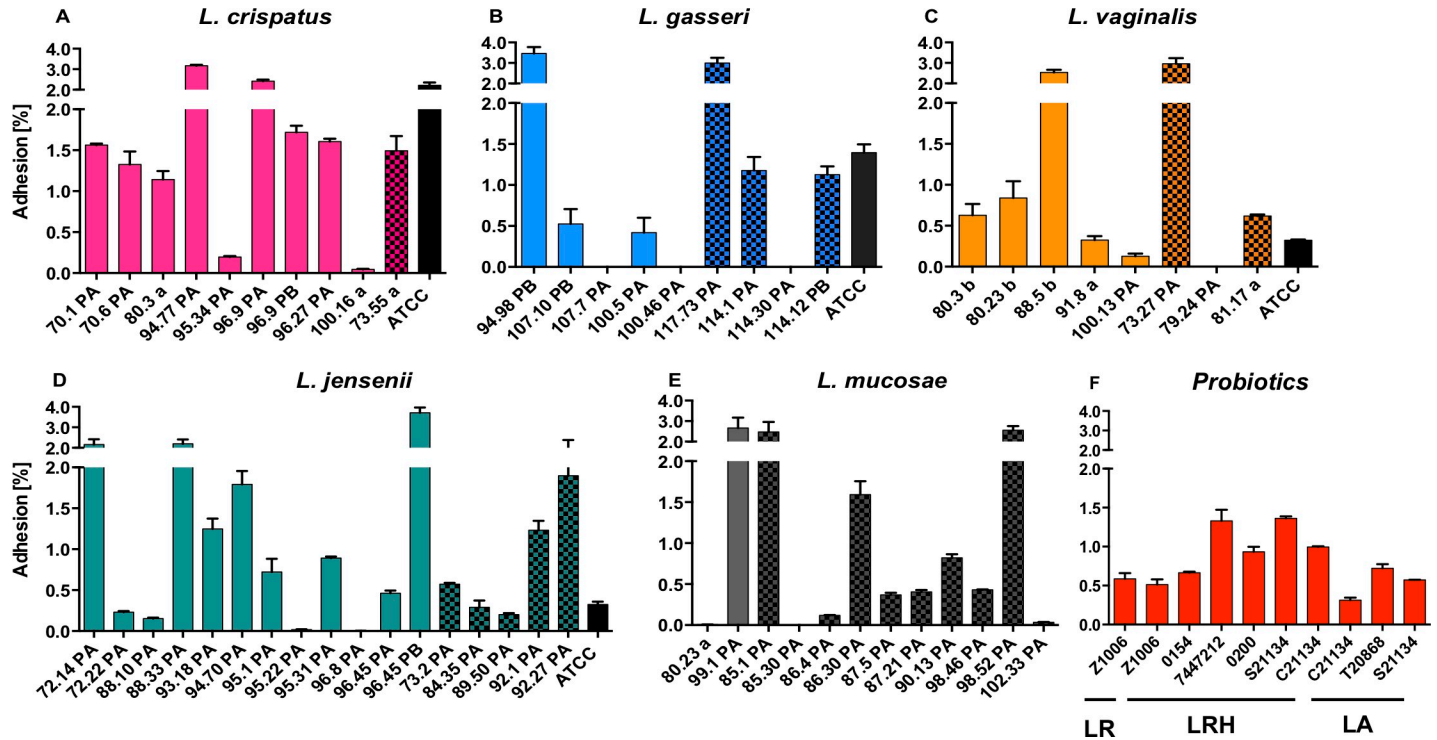 A
L. crispatus
Adhesion [%]
4.0
3.0
2.0
2.0
1.5
1.0
0.5
0.0
70.1 PA
70.6 PA
80.3 a
94.77 PA
95.34 PA
96.9 PA
96.9 PB
96.27 PA
100.16 a
73.55 a
ATCC
B
L. gasseri
4.0
3.0
2.0
2.0
1.5
1.0
0.5
0.0
94.98 PB
107.10 PB
107.7 PA
100.5 PA
100.46 PA
117.73 PA
114.1 PA
114.30 PA
114.12 PB
ATCC
C
L. vaginalis
4.0
3.0
2.0
2.0
1.5
1.0
0.5
0.0
80.3 b
80.23 b
88.5 b
91.8 a
100.13 PA
73.27 PA
79.24 PA
81.17 a
ATCC
D
L. jensenii
Adhesion [%]
4.0
3.0
2.0
2.0
1.5
1.0
0.5
0.0
72.14 PA
72.22 PA
88.10 PA
88.33 PA
93.18 PA
94.70 PA
95.1 PA
95.22 PA
95.31 PA
96.8 PA
96.45 PA
96.45 PB
73.2 PA
84.35 PA
89.50 PA
92.1 PA
92.27 PA
ATCC
E
L. mucosae
4.0
3.0
2.0
2.0
1.5
1.0
0.5
0.0
80.23 a
99.1 PA
85.1 PA
85.30 PA
86.4 PA
86.30 PA
87.5 PA
87.21 PA
90.13 PA
98.46 PA
98.52 PA
102.33 PA
F
Probiotics
4.0
3.0
2.0
2.0
1.5
1.0
0.5
0.0
Z1006
Z1006
0154
7447212
0200
S21134
C21134
C21134
T20868
S21134
LR
LRH
LA